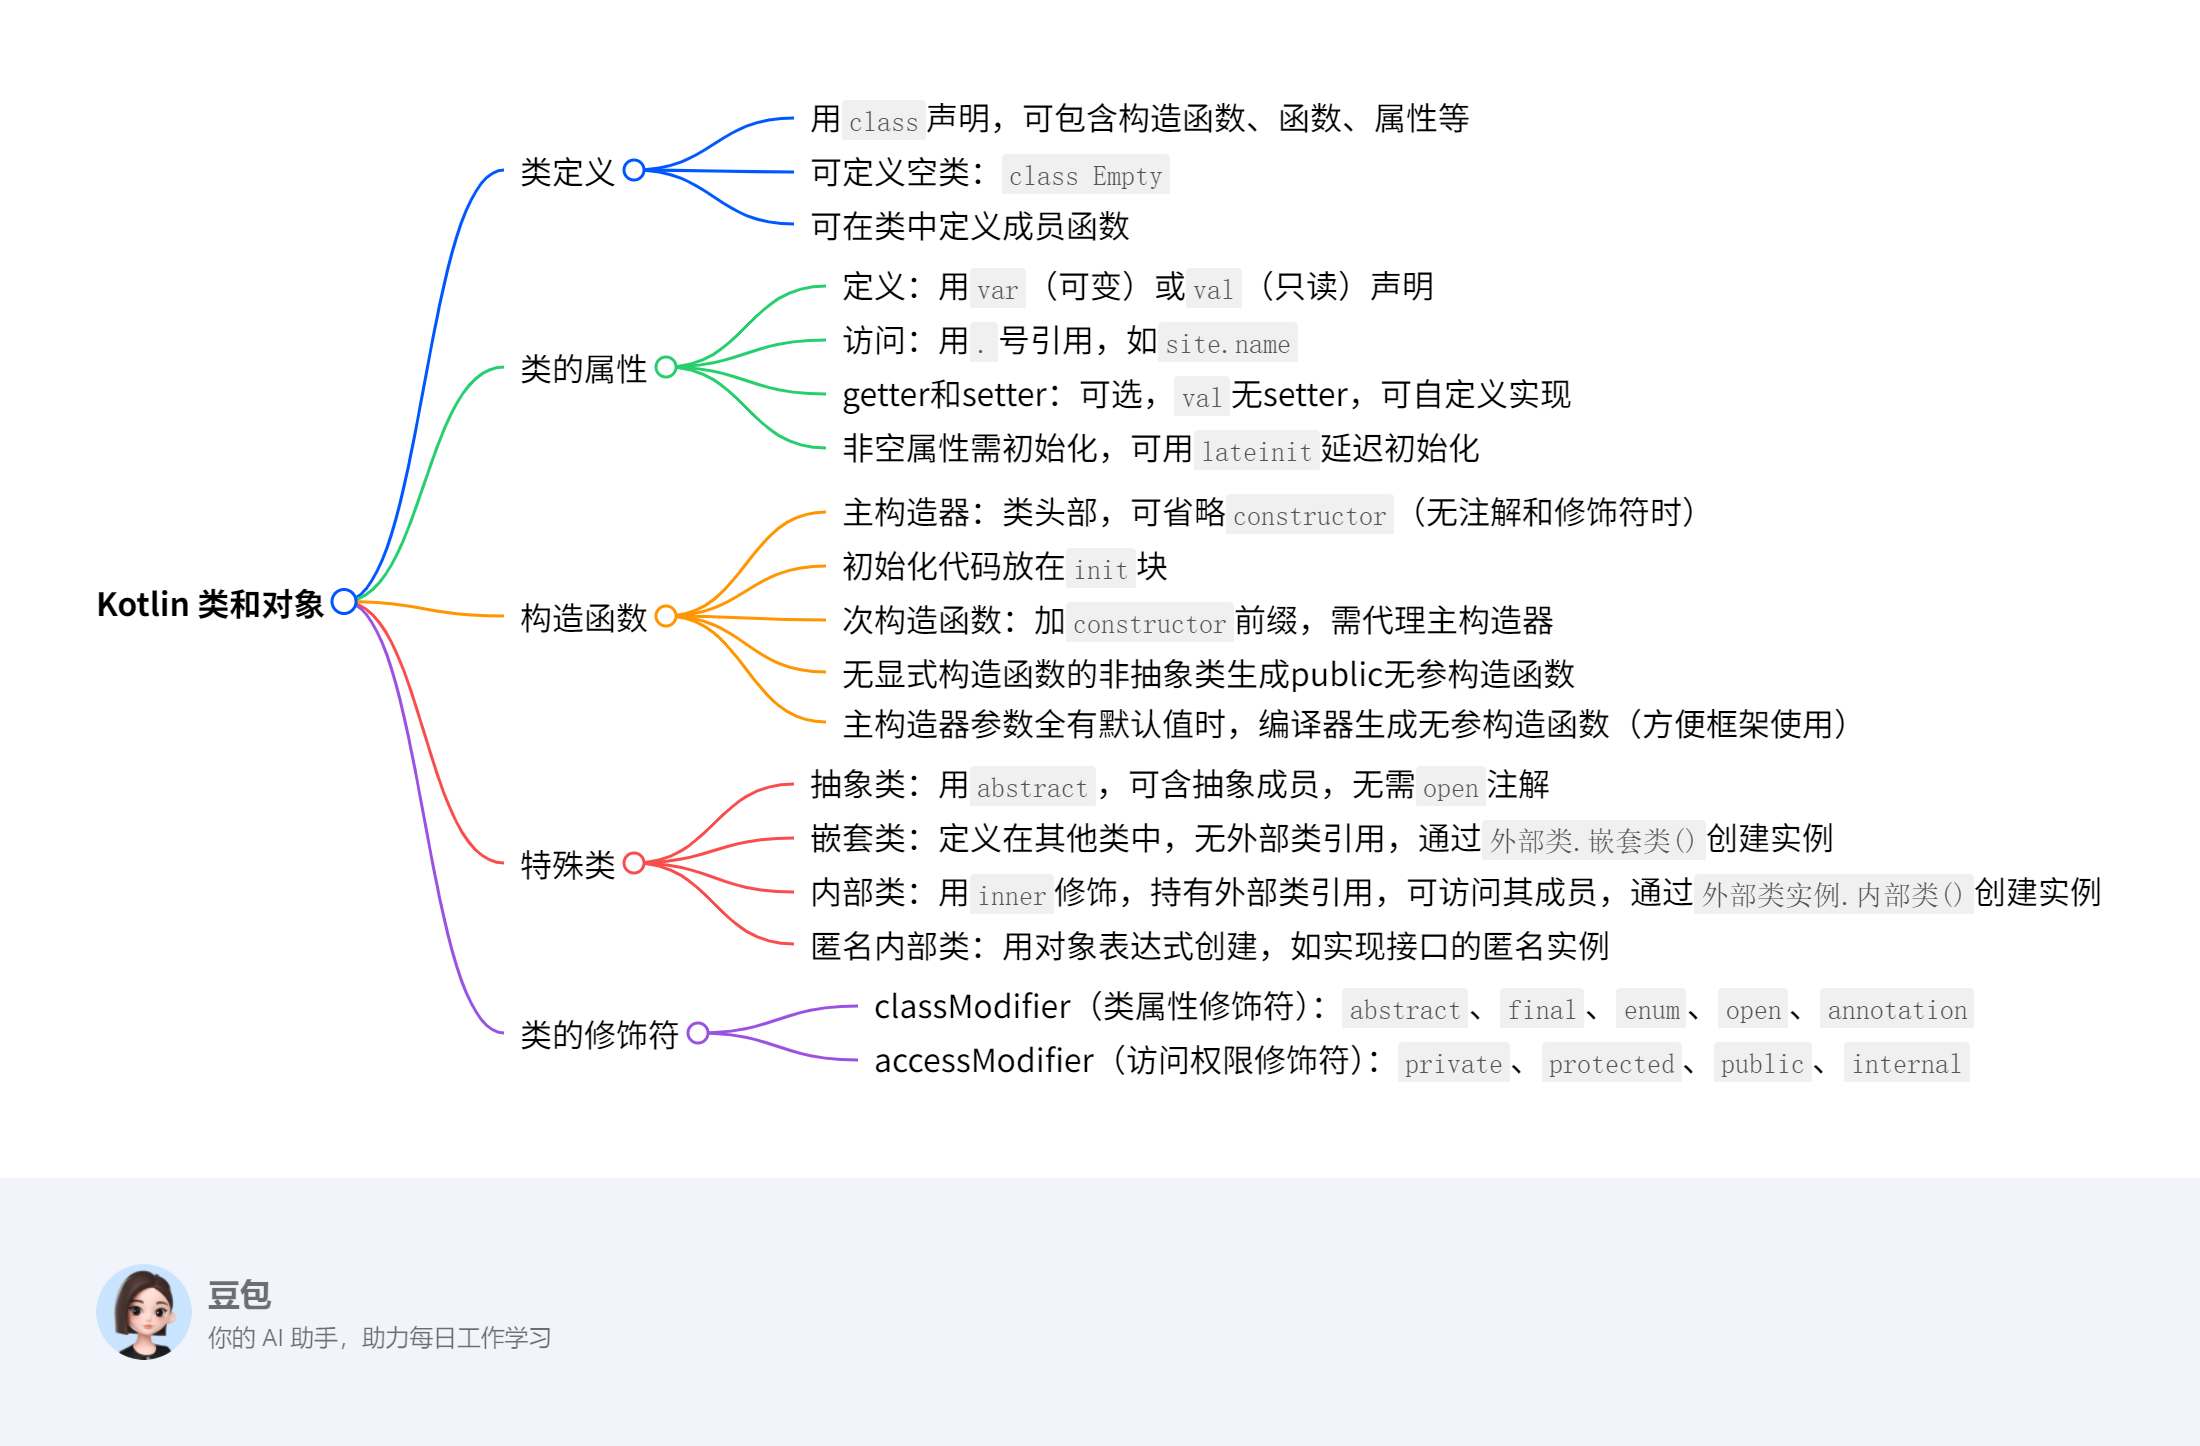 Kotlin 类和对象
类定义
用class声明，可包含构造函数、函数、属性等
可定义空类：class Empty
可在类中定义成员函数
类的属性
定义：用var（可变）或val（只读）声明
访问：用.号引用，如site.name
getter和setter：可选，val无setter，可自定义实现
非空属性需初始化，可用lateinit延迟初始化
构造函数
主构造器：类头部，可省略constructor（无注解和修饰符时）
初始化代码放在init块
次构造函数：加constructor前缀，需代理主构造器
无显式构造函数的非抽象类生成public无参构造函数
主构造器参数全有默认值时，编译器生成无参构造函数（方便框架使用）
特殊类
抽象类：用abstract，可含抽象成员，无需open注解
嵌套类：定义在其他类中，无外部类引用，通过外部类.嵌套类()创建实例
内部类：用inner修饰，持有外部类引用，可访问其成员，通过外部类实例.内部类()创建实例
匿名内部类：用对象表达式创建，如实现接口的匿名实例
类的修饰符
classModifier（类属性修饰符）：abstract、final、enum、open、annotation
accessModifier（访问权限修饰符）：private、protected、public、internal
豆包
你的 AI 助手，助力每日工作学习